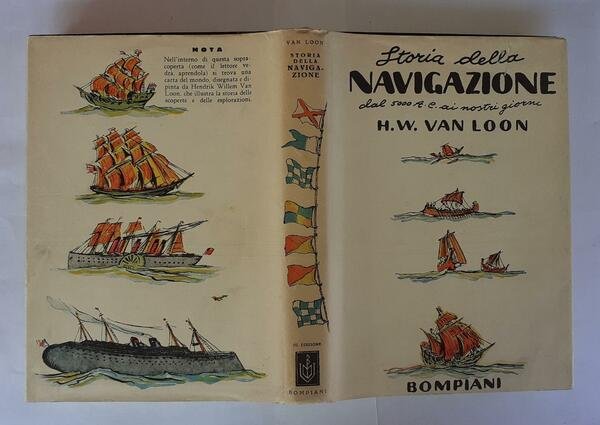 NOTA
Nell'interno di questa sopra-
coperta (come il lettore ve-
drà, aprendola) si trova una
carta del mondo, disegnata e di-
pinta da Hendrik Willem Van
Loon, che illustra la storia delle
scoperte e delle esplorazioni.
VAN LOON
STORIA
DELLA
NAVIGA-
ZIONE
III. EDIZIONE
BOMPIANI
Storia della
NAVIGAZIONE
dal 5000 a. C. ai nostri giorni
H.W. VAN LOON
BOMPIANI